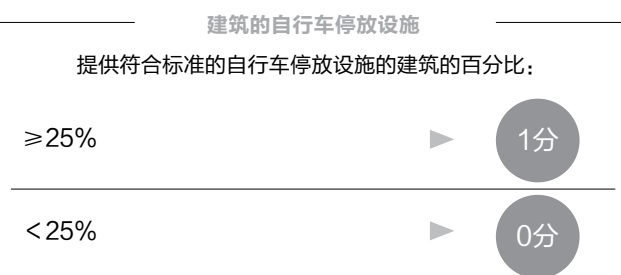 建筑的自行车停放设施
提供符合标准的自行车停放设施的建筑的百分比：
≥25% 1分
<25% 0分